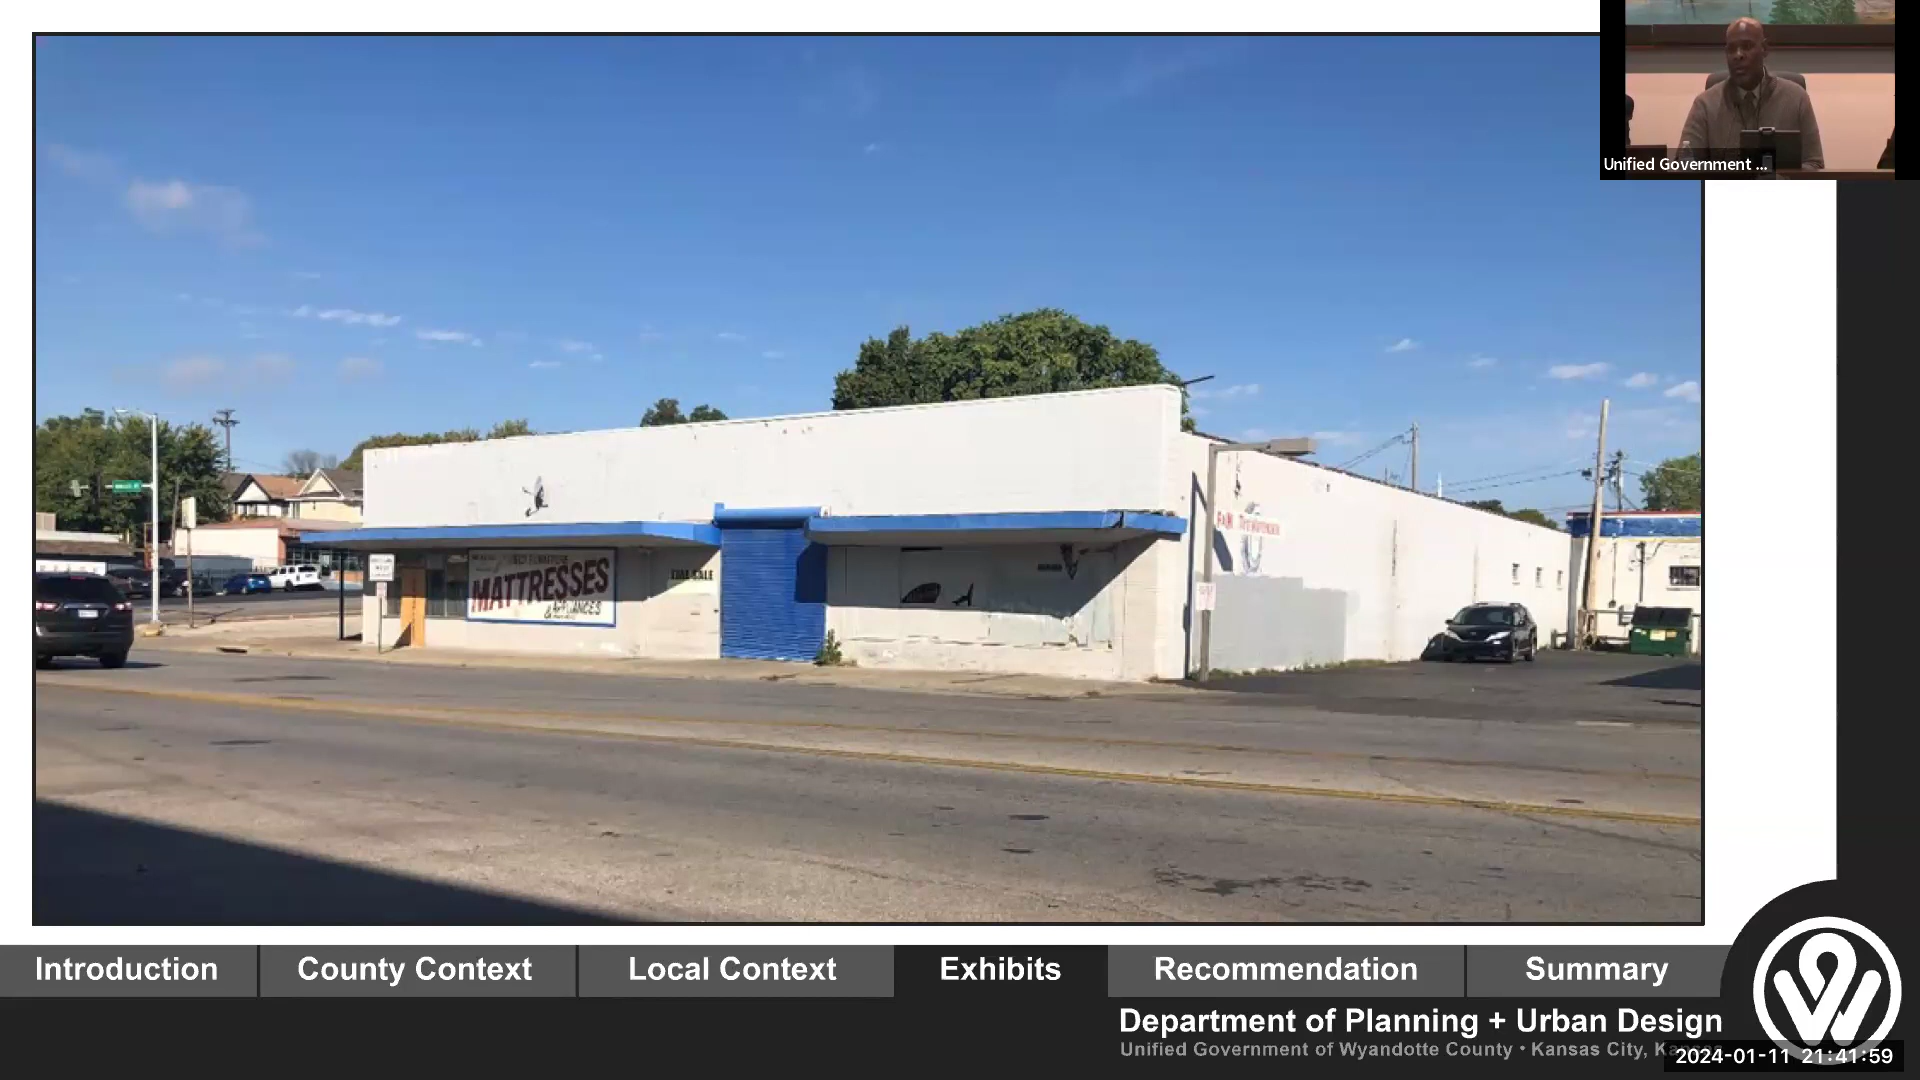 Unified Government ...
MATTRESSES
& APPLIANCES
Introduction
County Context
Local Context
Exhibits
Recommendation
Summary
Department of Planning + Urban Design
Unified Government of Wyandotte County • Kansas City,
2024-01-11 21:41:59